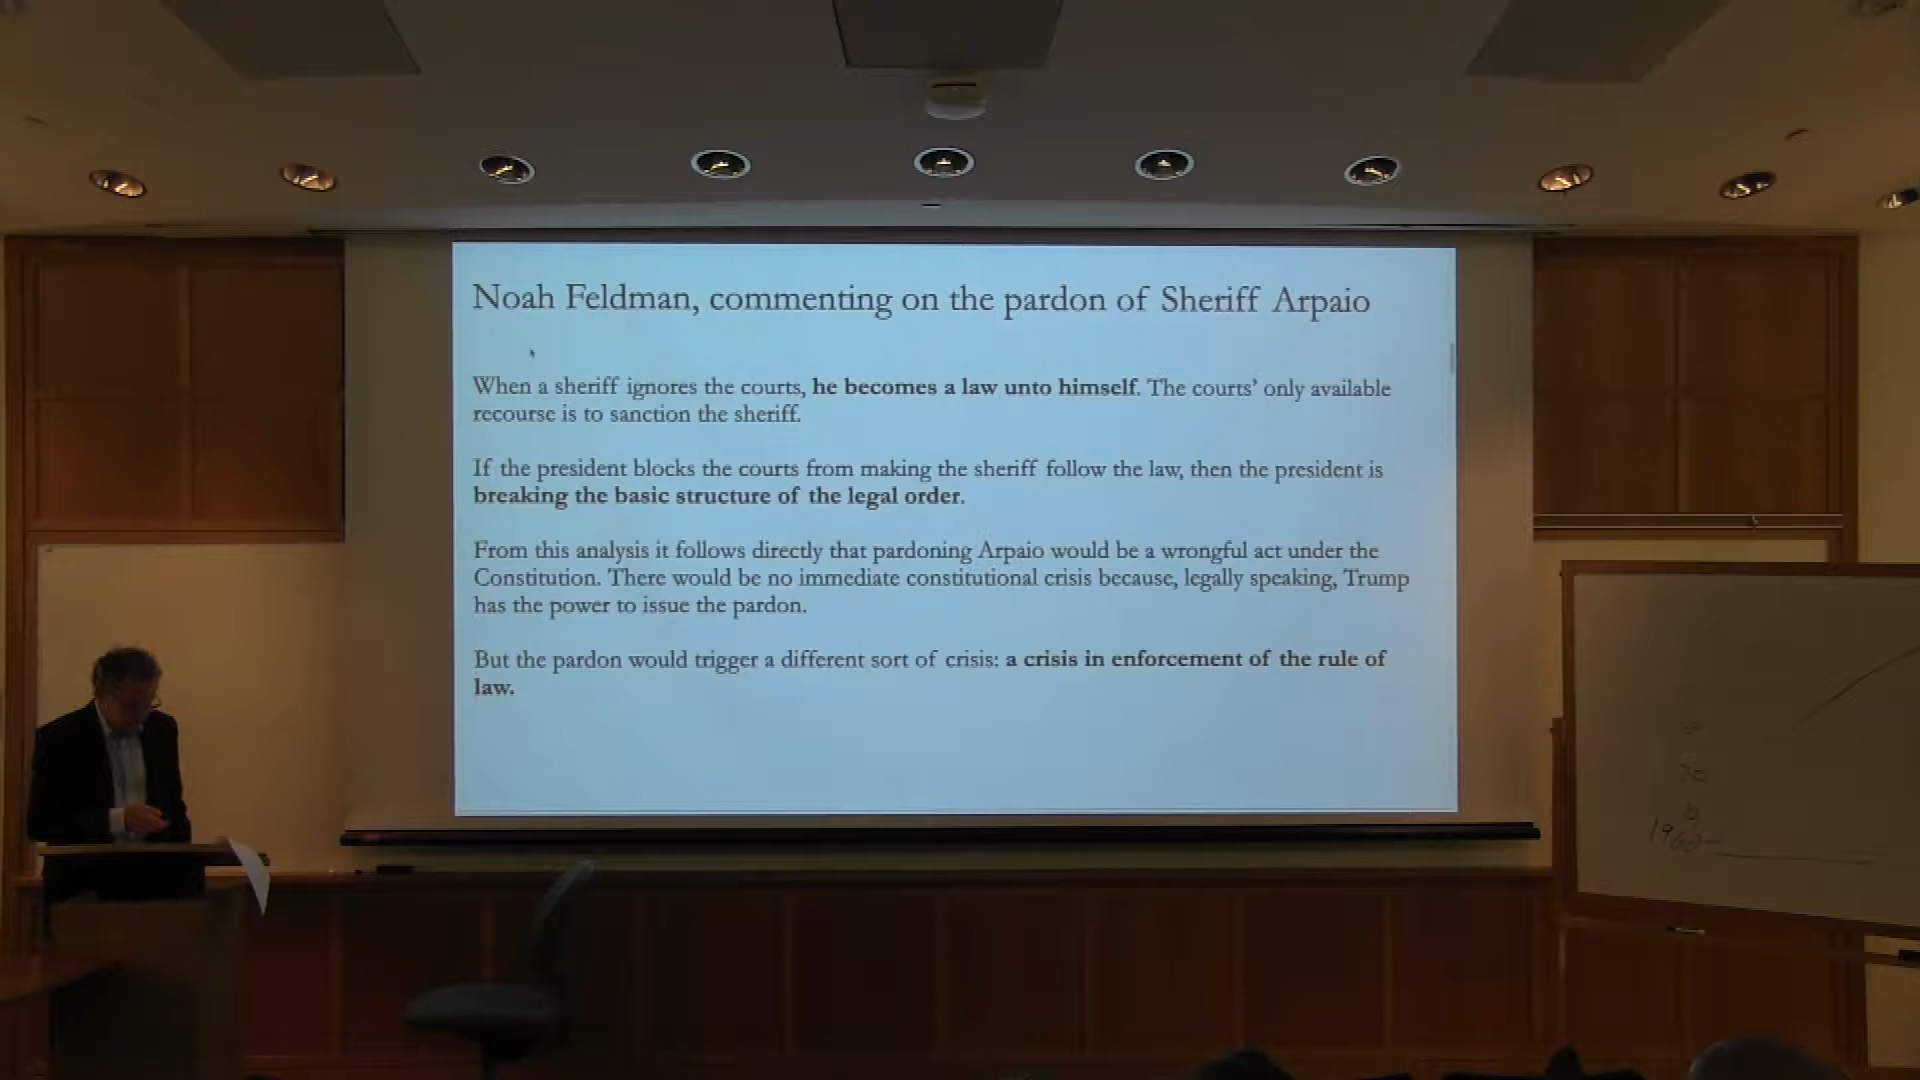 Noah Feldman, commenting on the pardon of Sheriff Arpaio
When a sheriff ignores the courts, he becomes a law unto himself. The courts' only available
recourse is to sanction the sheriff.
If the president blocks the courts from making the sheriff follow the law, then the president is
breaking the basic structure of the legal order.
From this analysis it follows directly that pardoning Arpaio would be a wrongful act under the
Constitution. There would be no immediate constitutional crisis because, legally speaking, Trump
has the power to issue the pardon.
But the pardon would trigger a different sort of crisis: a crisis in enforcement of the rule of
law.